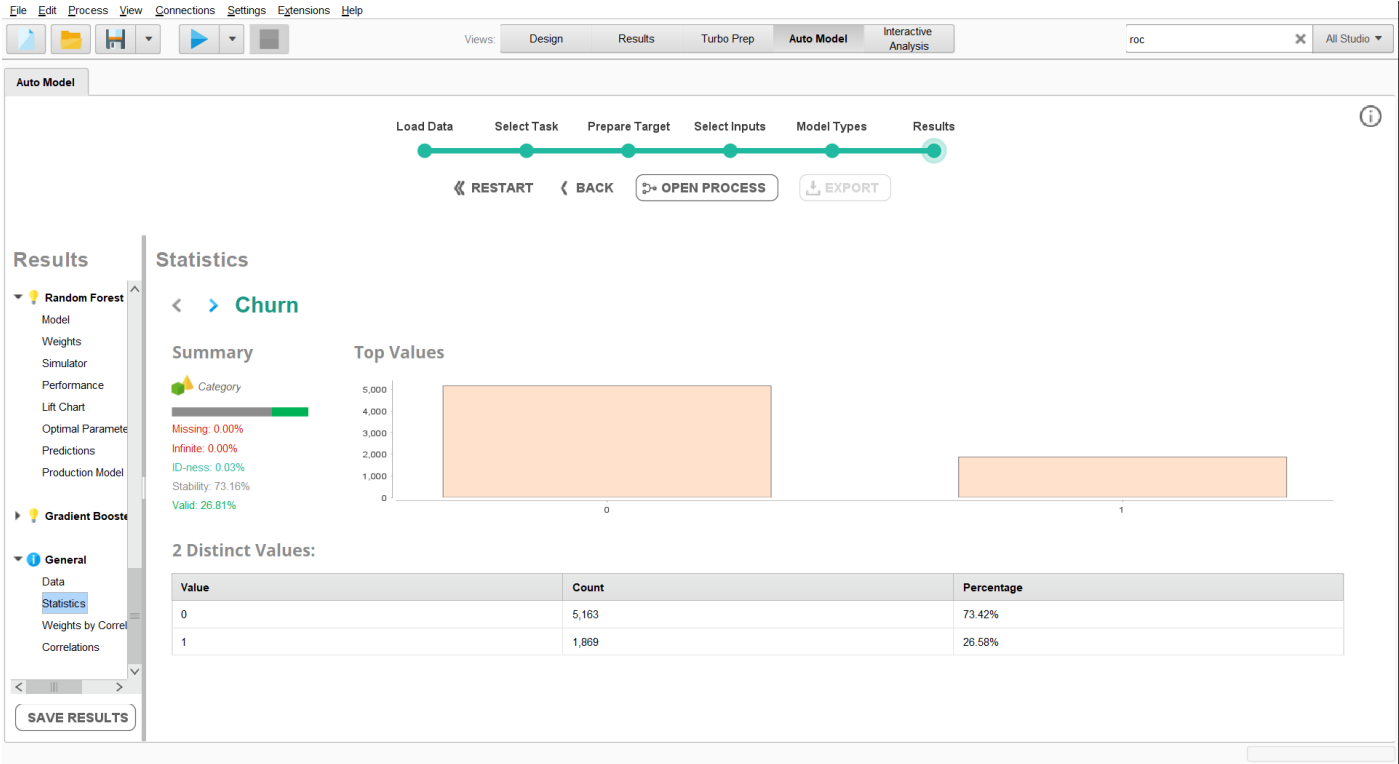 File Edit Process View Connections Settings Extensions Help
Views: Design Results Turbo Prep Auto Model Interactive Analysis
roc
All Studio
Auto Model
Load Data Select Task Prepare Target Select Inputs Model Types Results
RESTART BACK OPEN PROCESS EXPORT
Results
Random Forest
Model
Weights
Simulator
Performance
Lift Chart
Optimal Paramete
Predictions
Production Model
Gradient Booste
General
Data
Statistics
Weights by Correl
Correlations
SAVE RESULTS
Statistics
Churn
Summary
Category
Missing: 0.00%
Infinite: 0.00%
ID-ness: 0.03%
Stability: 73.16%
Valid: 26.81%
Top Values
5,000
4,000
3,000
2,000
1,000
0
0 1
2 Distinct Values:
Value Count Percentage
0 5,163 73.42%
1 1,869 26.58%